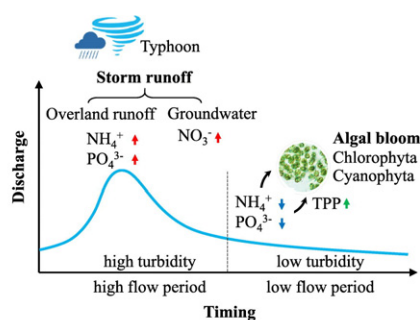 Typhoon
Storm runoff
Overland runoff Groundwater
NH₄⁺ NO₃⁻
PO₄³⁻
Algal bloom
Chlorophyta
Cyanophyta
NH₄⁺ TPP
PO₄³⁻
Discharge
high turbidity low turbidity
high flow period low flow period
Timing